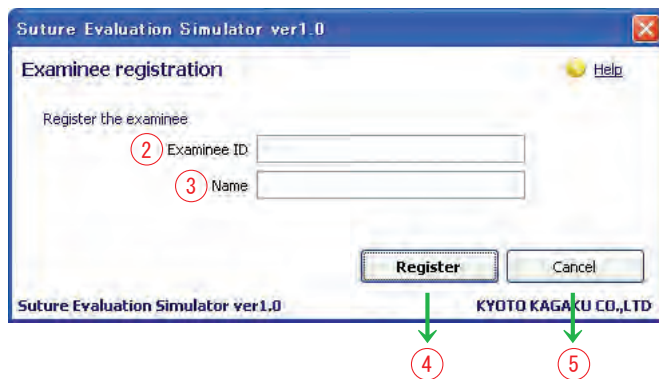 Suture Evaluation Simulator ver1.0
Examinee registration Help
Register the examinee
② Examinee ID
③ Name
Register Cancel
Suture Evaluation Simulator ver1.0 KYOTO KAGAKU CO.,LTD
④ ⑤